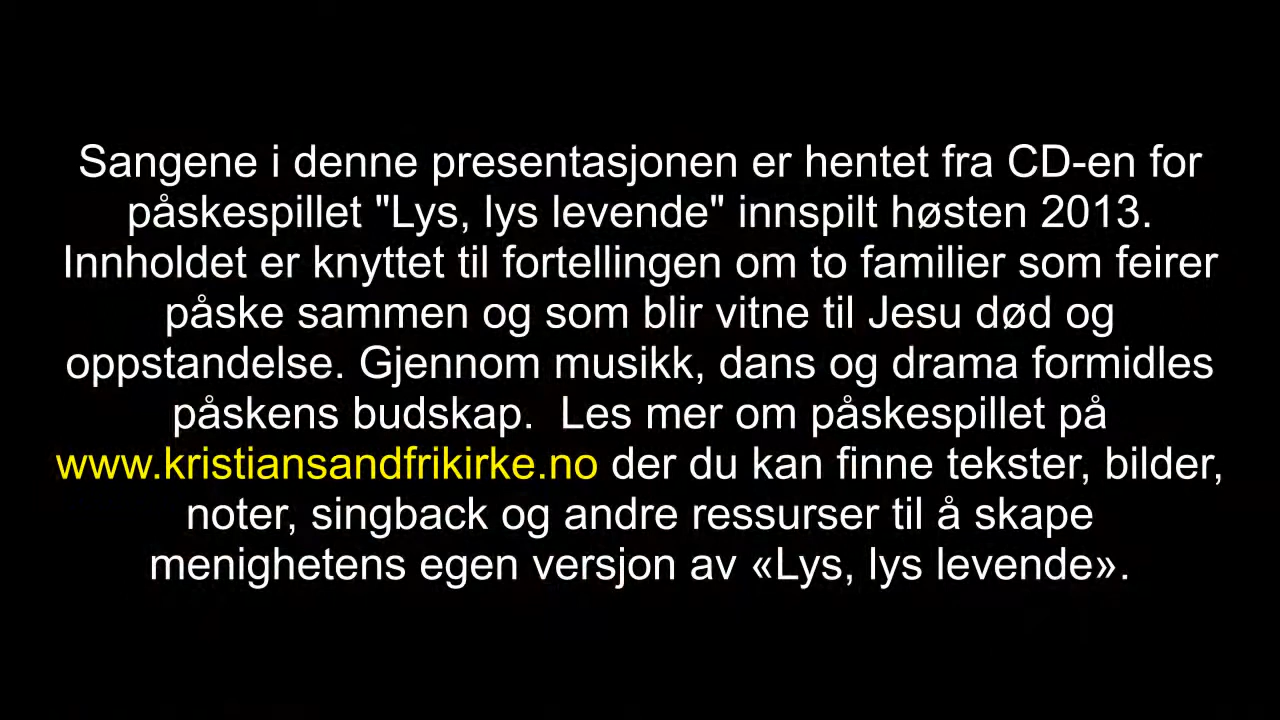 Sangene i denne presentasjonen er hentet fra CD-en for
påskespillet "Lys, lys levende" innspilt høsten 2013.
Innholdet er knyttet til fortellingen om to familier som feirer
påske sammen og som blir vitne til Jesu død og
oppstandelse. Gjennom musikk, dans og drama formidles
påskens budskap.  Les mer om påskespillet på
www.kristiansandfrikirke.no der du kan finne tekster, bilder,
noter, singback og andre ressurser til å skape
menighetens egen versjon av «Lys, lys levende».